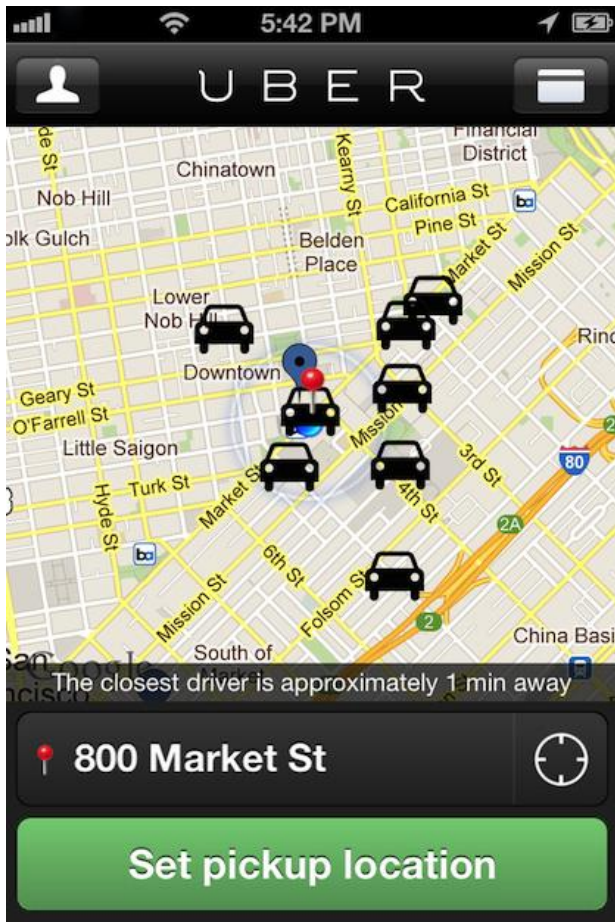 5:42 PM
UBER
Financial
District
Chinatown
Kearny St
California St
Nob Hill
Pine St
Belden
Place
Market St
Mission St
Lower
Nob Hill
Downtown
Geary St
O'Farrell St
Mission
Little Saigon
3rd St
80
Turk St
Market St
4th St
Hyde St
2A
6th St
Mission St
Folsom St
2
China Basi
South of
Market
San
Google
The closest driver is approximately 1 min away
800 Market St
Set pickup location